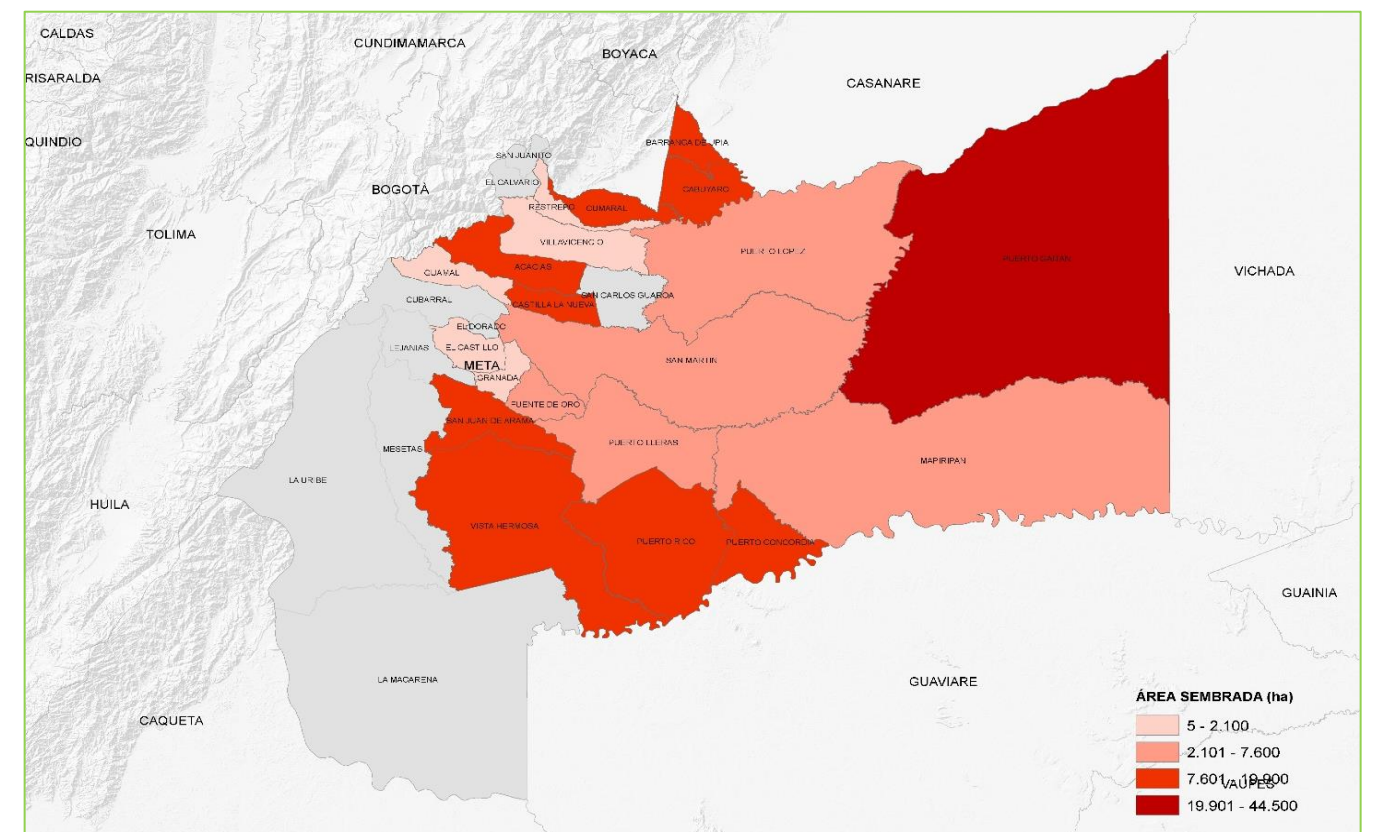 CALDAS
CUNDIMAMARCA
BOYACA
RISARALDA
CASANARE
QUINDIO
BARRANCA DE UPIA
SAN JUANITO
EL CALVARIO
BOGOTÁ
CABUYARO
RESTREPO
CUMARAL
TOLIMA
VILLAVICENCIO
PUERTO LOPEZ
PUERTO GAITAN
ACACIAS
VICHADA
GUAMAL
SAN CARLOS GUAROA
CUBARRAL
CASTILLA LA NUEVA
EL DORADO
LEJANIAS
EL CASTILLO
META
SAN MARTIN
GRANADA
FUENTE DE ORO
SAN JUAN DE ARAMA
PUERTO LLERAS
MESETAS
MAPIRIPAN
LA URIBE
HUILA
VISTA HERMOSA
PUERTO RICO
PUERTO CONCORDIA
GUAINIA
LA MACARENA
GUAVIARE
CAQUETA
ÁREA SEMBRADA (ha)
5 - 2.100
2.101 - 7.600
7.601 - 19.900
VAUPES
19.901 - 44.500